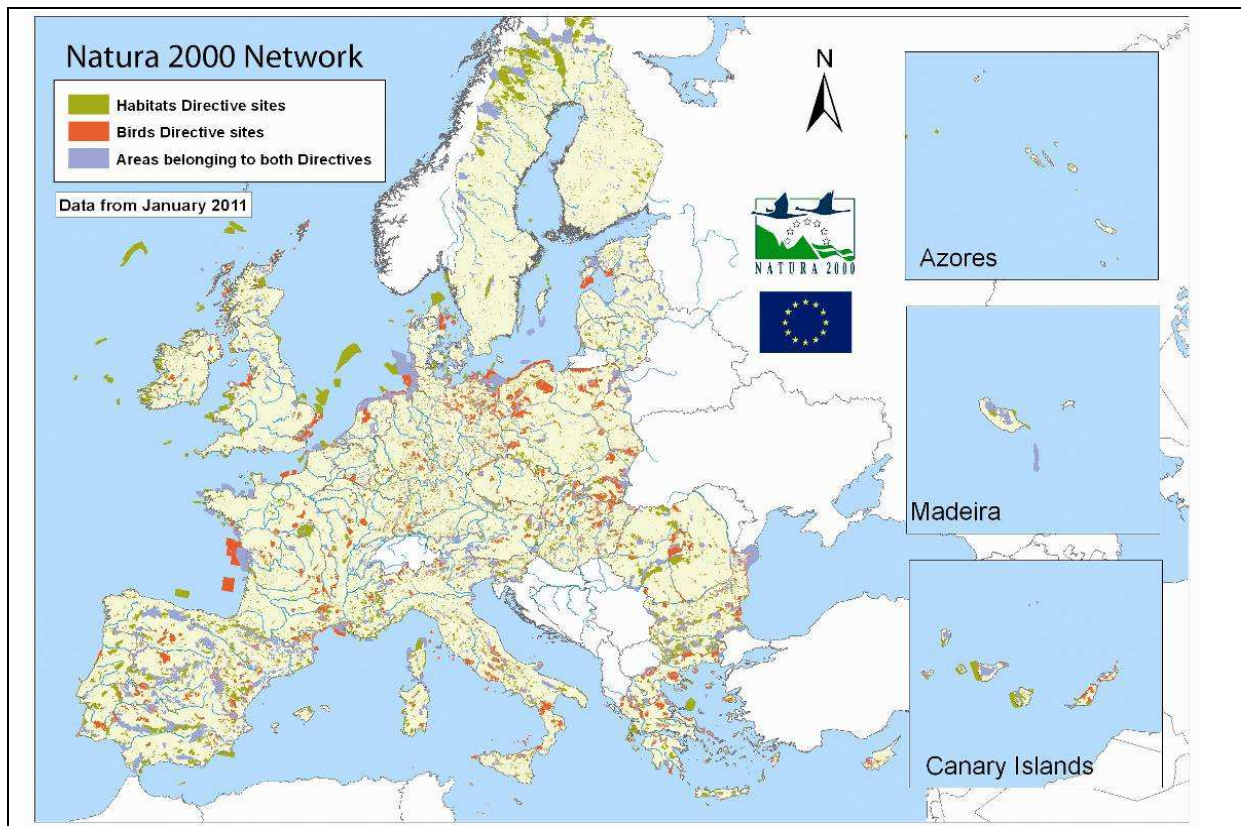 Natura 2000 Network
Habitats Directive sites
Birds Directive sites
Areas belonging to both Directives
Data from January 2011
N
NATURA 2000
Azores
Madeira
Canary Islands